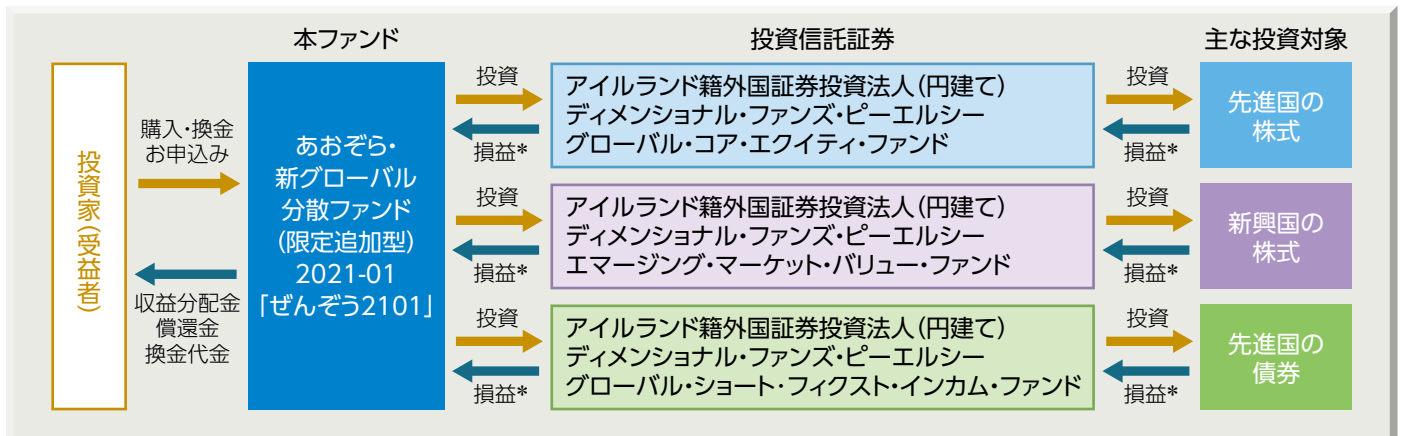 本ファンド
投資信託証券
主な投資対象
投資家(受益者)
購入・換金
お申込み
収益分配金
償還金
換金代金
あおぞら・
新グローバル
分散ファンド
(限定追加型)
2021-01
「ぜんぞう2101」
投資
損益*
アイルランド籍外国証券投資法人(円建て)
ディメンショナル・ファンズ・ピーエルシー
グローバル・コア・エクイティ・ファンド
投資
損益*
先進国の
株式
投資
損益*
アイルランド籍外国証券投資法人(円建て)
ディメンショナル・ファンズ・ピーエルシー
エマージング・マーケット・バリュー・ファンド
投資
損益*
新興国の
株式
投資
損益*
アイルランド籍外国証券投資法人(円建て)
ディメンショナル・ファンズ・ピーエルシー
グローバル・ショート・フィクスト・インカム・ファンド
投資
損益*
先進国の
債券